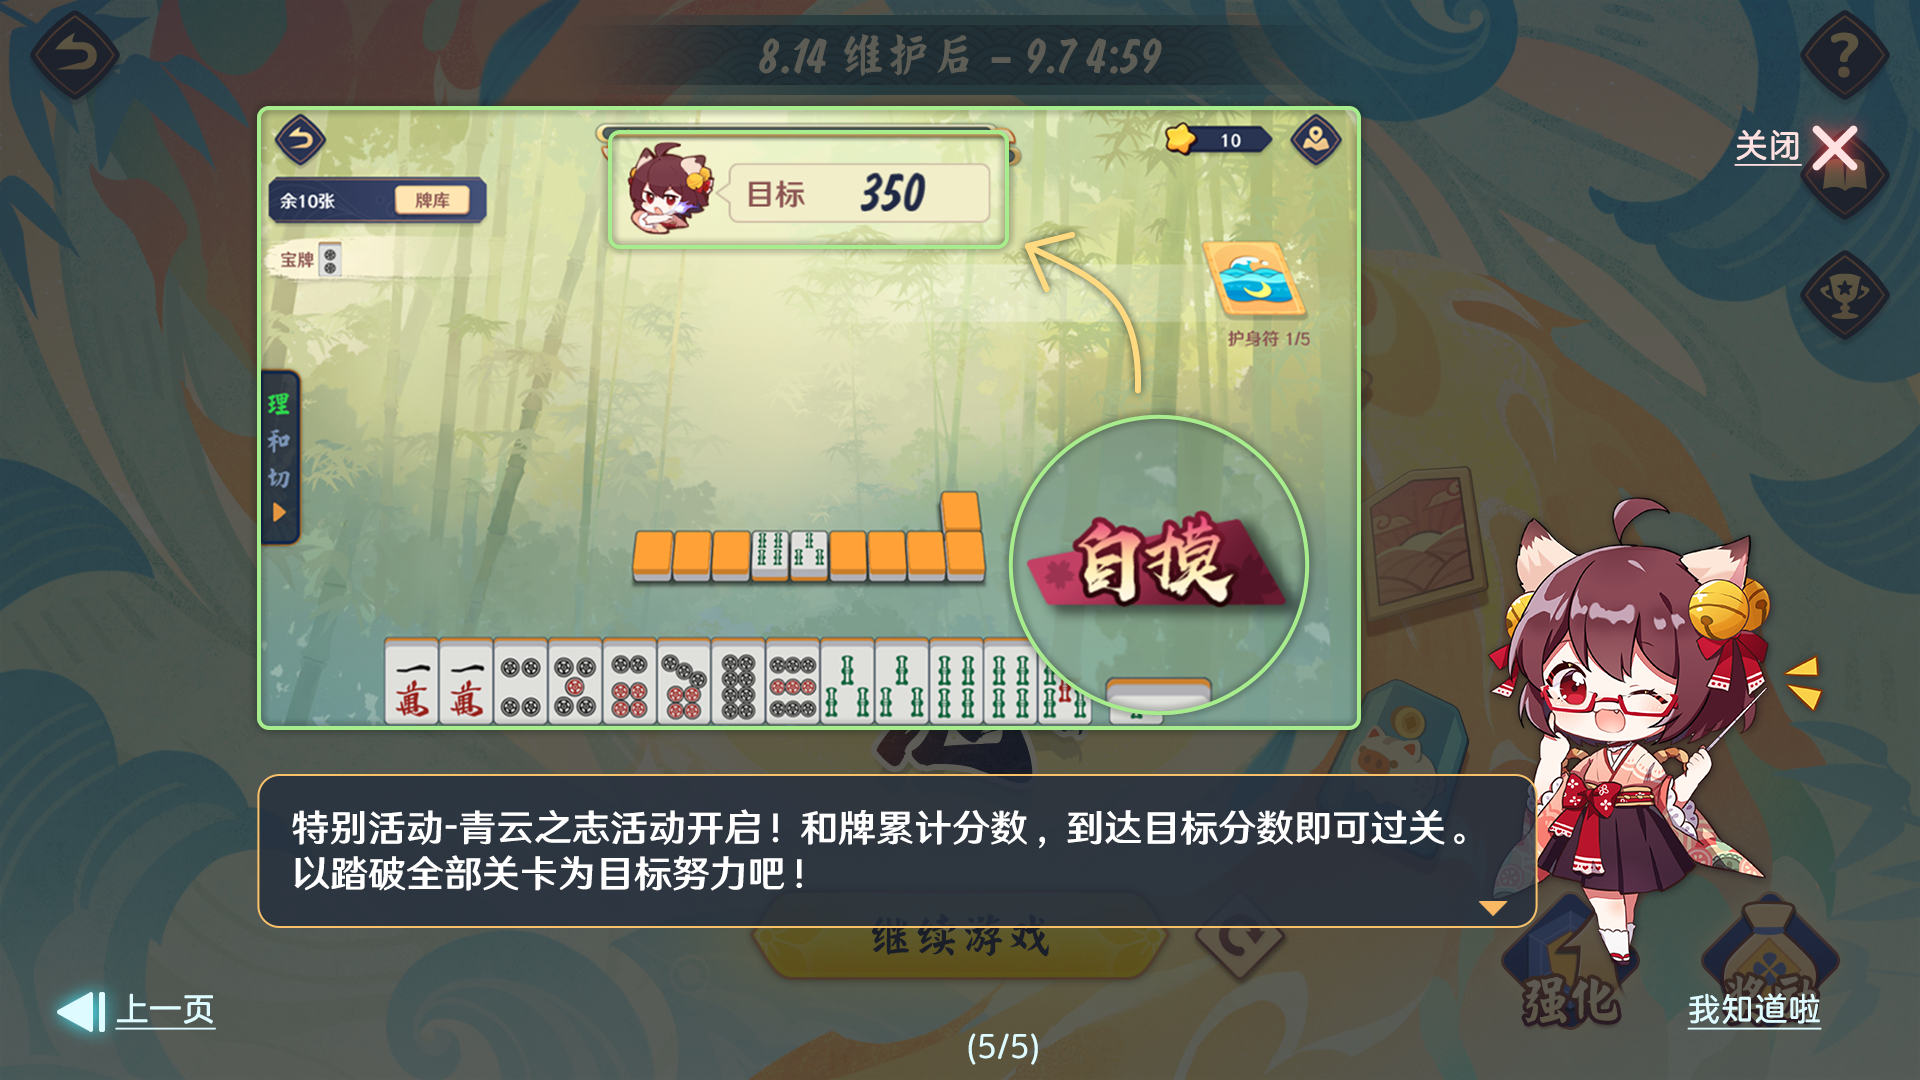 8.14 维护后 – 9.7 4:59
关闭
余10张
牌库
目标 350
10
宝牌
护身符 1/5
理
和
切
自摸
一萬
一萬
特别活动-青云之志活动开启！和牌累计分数，到达目标分数即可过关。
以踏破全部关卡为目标努力吧！
继续游戏
强化
上一页
我知道啦
(5/5)